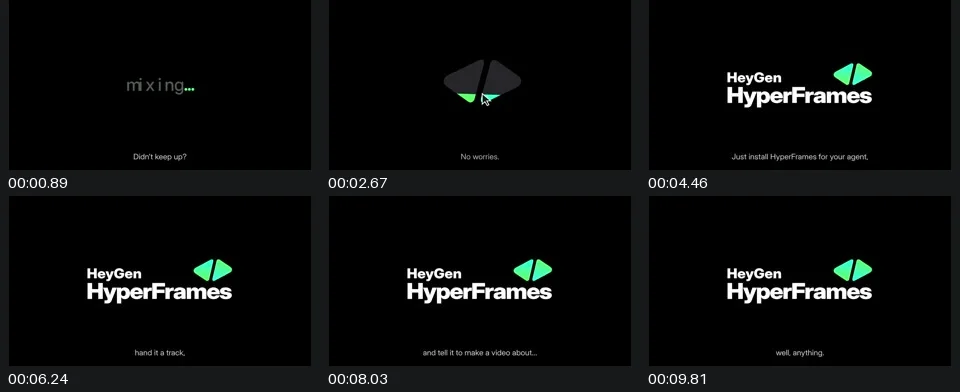 mixing...
Didn't keep up?
00:00.89
No worries.
00:02.67
HeyGen
HyperFrames
Just install HyperFrames for your agent,
00:04.46
HeyGen
HyperFrames
hand it a track,
00:06.24
HeyGen
HyperFrames
and tell it to make a video about...
00:08.03
HeyGen
HyperFrames
well, anything.
00:09.81